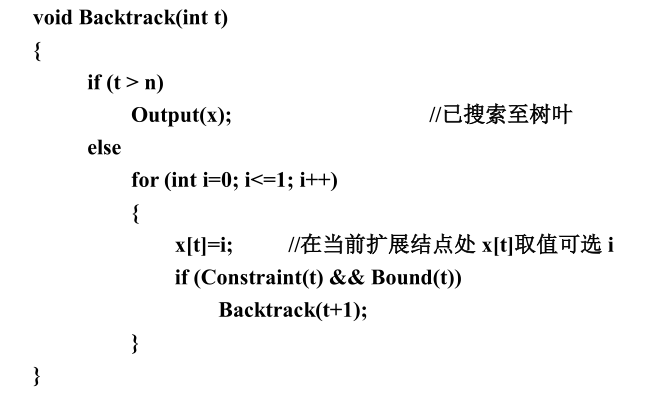 void Backtrack(int t)
{
if (t > n)
Output(x); //已搜索至树叶
else
for (int i=0; i<=1; i++)
{
x[t]=i; //在当前扩展结点处 x[t]取值可选 i
if (Constraint(t) && Bound(t))
Backtrack(t+1);
}
}